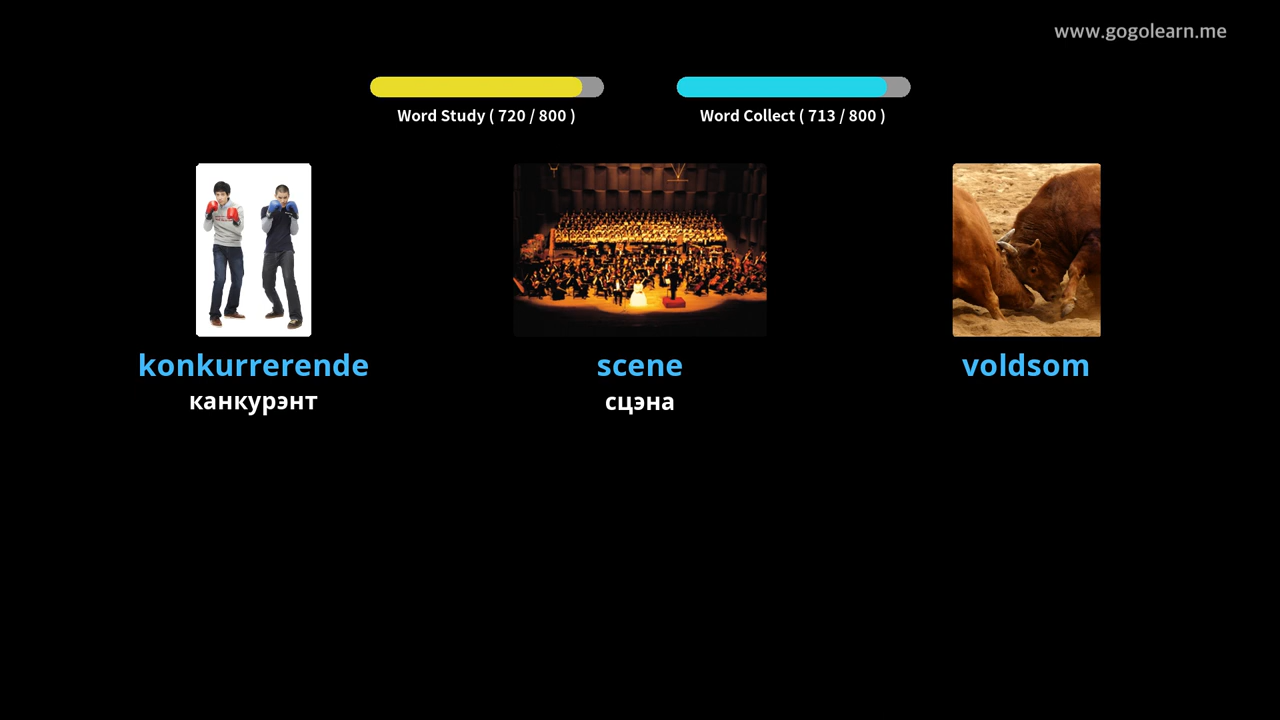 www.gogolearn.me
Word Study ( 720 / 800 )
Word Collect ( 713 / 800 )
konkurrerende
scene
voldsom
канкурэнт
сцэна